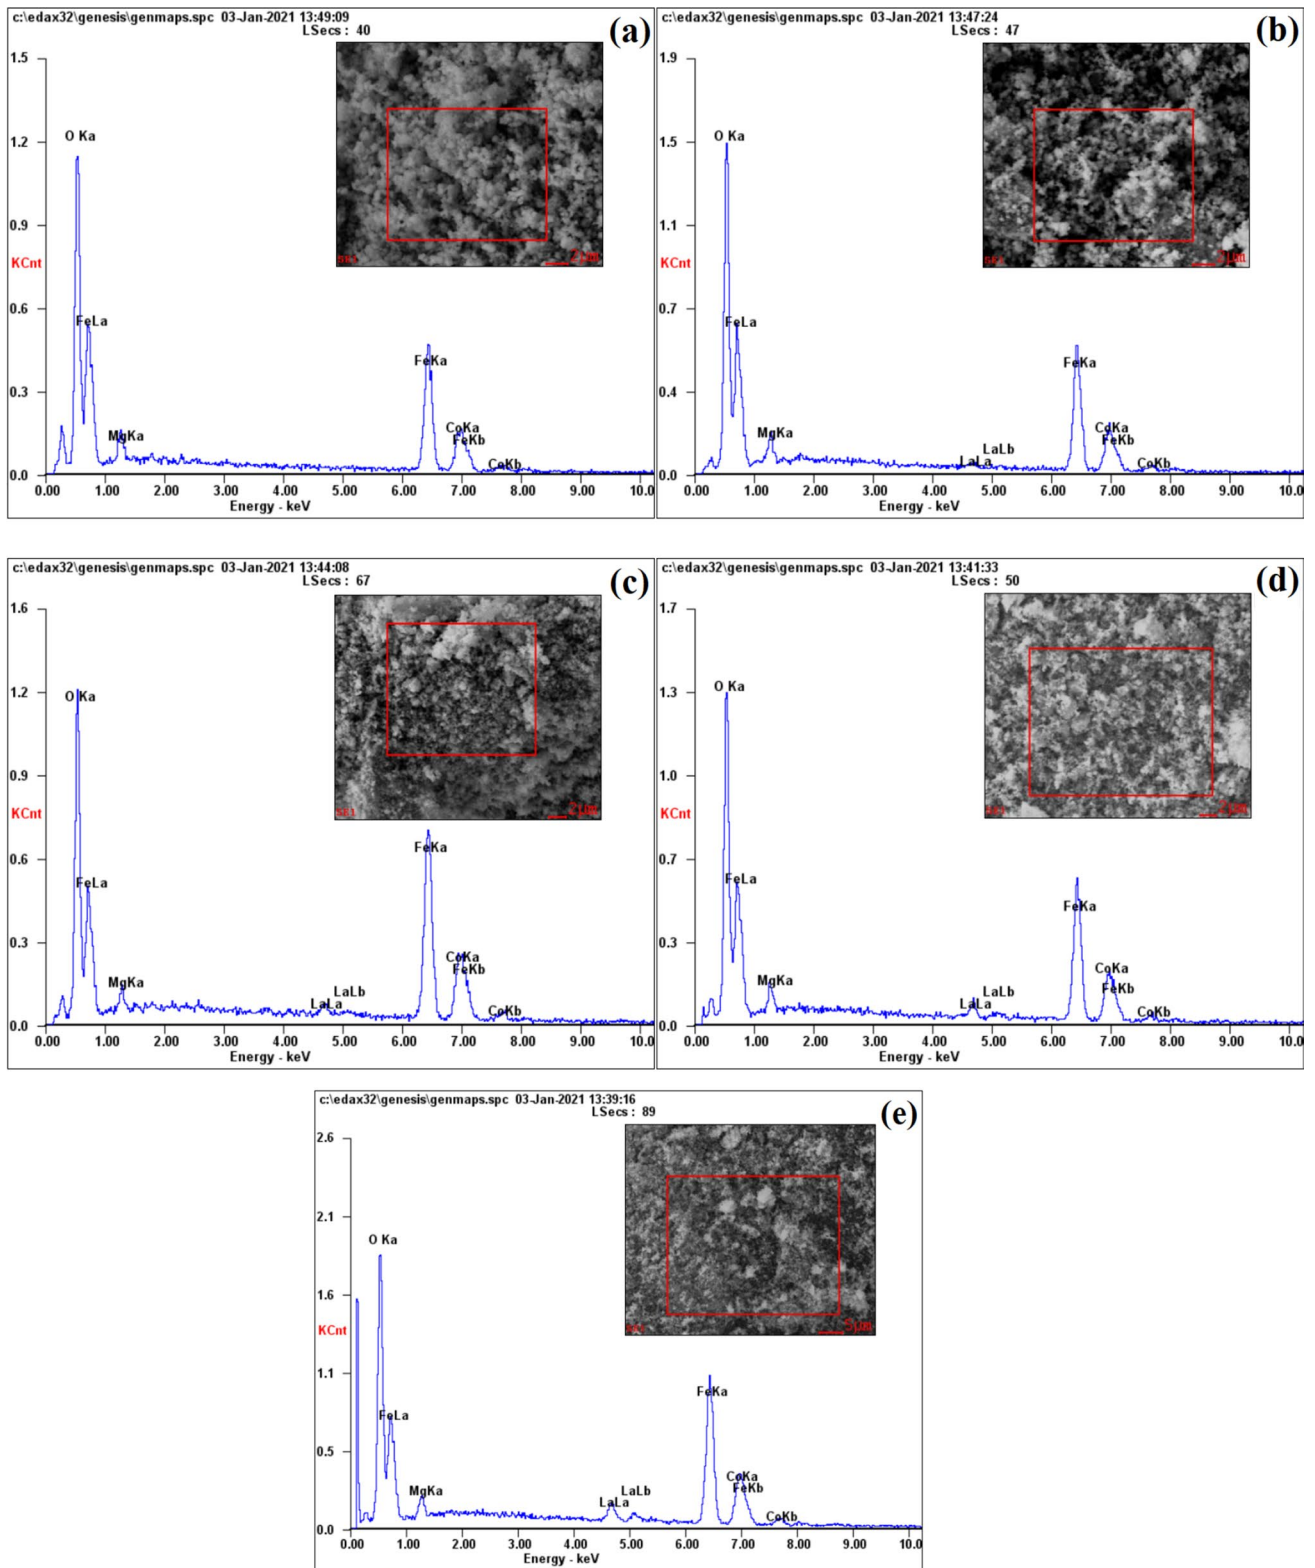 c:\edax32\genesis\genmaps.spc 03-Jan-2021 13:49:09
LSecs : 40
(a)
1.5
1.2
0.9
KCnt
0.6
0.3
0.0
O Ka
FeLa
MgKa
FeKa
CoKa
FeKb
CoKb
2µm
0.00 1.00 2.00 3.00 4.00 5.00 6.00 7.00 8.00 9.00 10.0
Energy - keV
c:\edax32\genesis\genmaps.spc 03-Jan-2021 13:47:24
LSecs : 47
(b)
1.9
1.5
1.1
KCnt
0.7
0.4
0.0
O Ka
FeLa
MgKa
LaLa
LaLb
FeKa
CoKa
FeKb
CoKb
2µm
0.00 1.00 2.00 3.00 4.00 5.00 6.00 7.00 8.00 9.00 10.0
Energy - keV
c:\edax32\genesis\genmaps.spc 03-Jan-2021 13:44:08
LSecs : 67
(c)
1.6
1.2
0.9
KCnt
0.6
0.3
0.0
O Ka
FeLa
MgKa
LaLa
LaLb
FeKa
CoKa
FeKb
CoKb
2µm
0.00 1.00 2.00 3.00 4.00 5.00 6.00 7.00 8.00 9.00 10.0
Energy - keV
c:\edax32\genesis\genmaps.spc 03-Jan-2021 13:41:33
LSecs : 50
(d)
1.7
1.3
1.0
KCnt
0.7
0.3
0.0
O Ka
FeLa
MgKa
LaLa
LaLb
FeKa
CoKa
FeKb
CoKb
2µm
0.00 1.00 2.00 3.00 4.00 5.00 6.00 7.00 8.00 9.00 10.0
Energy - keV
c:\edax32\genesis\genmaps.spc 03-Jan-2021 13:39:16
LSecs : 89
(e)
2.6
2.1
1.6
KCnt
1.1
0.5
0.0
O Ka
FeLa
MgKa
LaLa
LaLb
FeKa
CoKa
FeKb
CoKb
5µm
0.00 1.00 2.00 3.00 4.00 5.00 6.00 7.00 8.00 9.00 10.0
Energy - keV